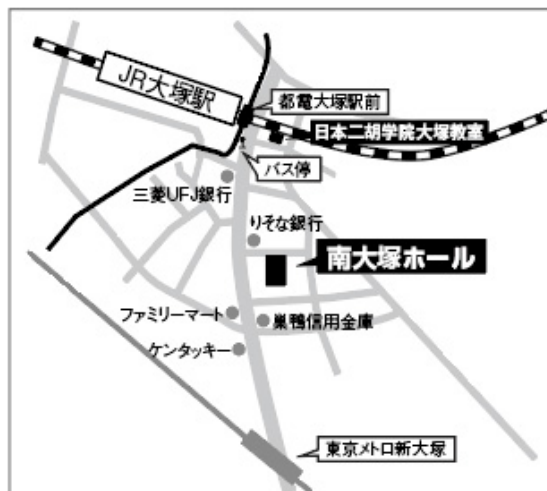 JR大塚駅
都電大塚駅前
日本二胡学院大塚教室
バス停
三菱UFJ銀行
りそな銀行
南大塚ホール
ファミリーマート
巣鴨信用金庫
ケンタッキー
東京メトロ新大塚